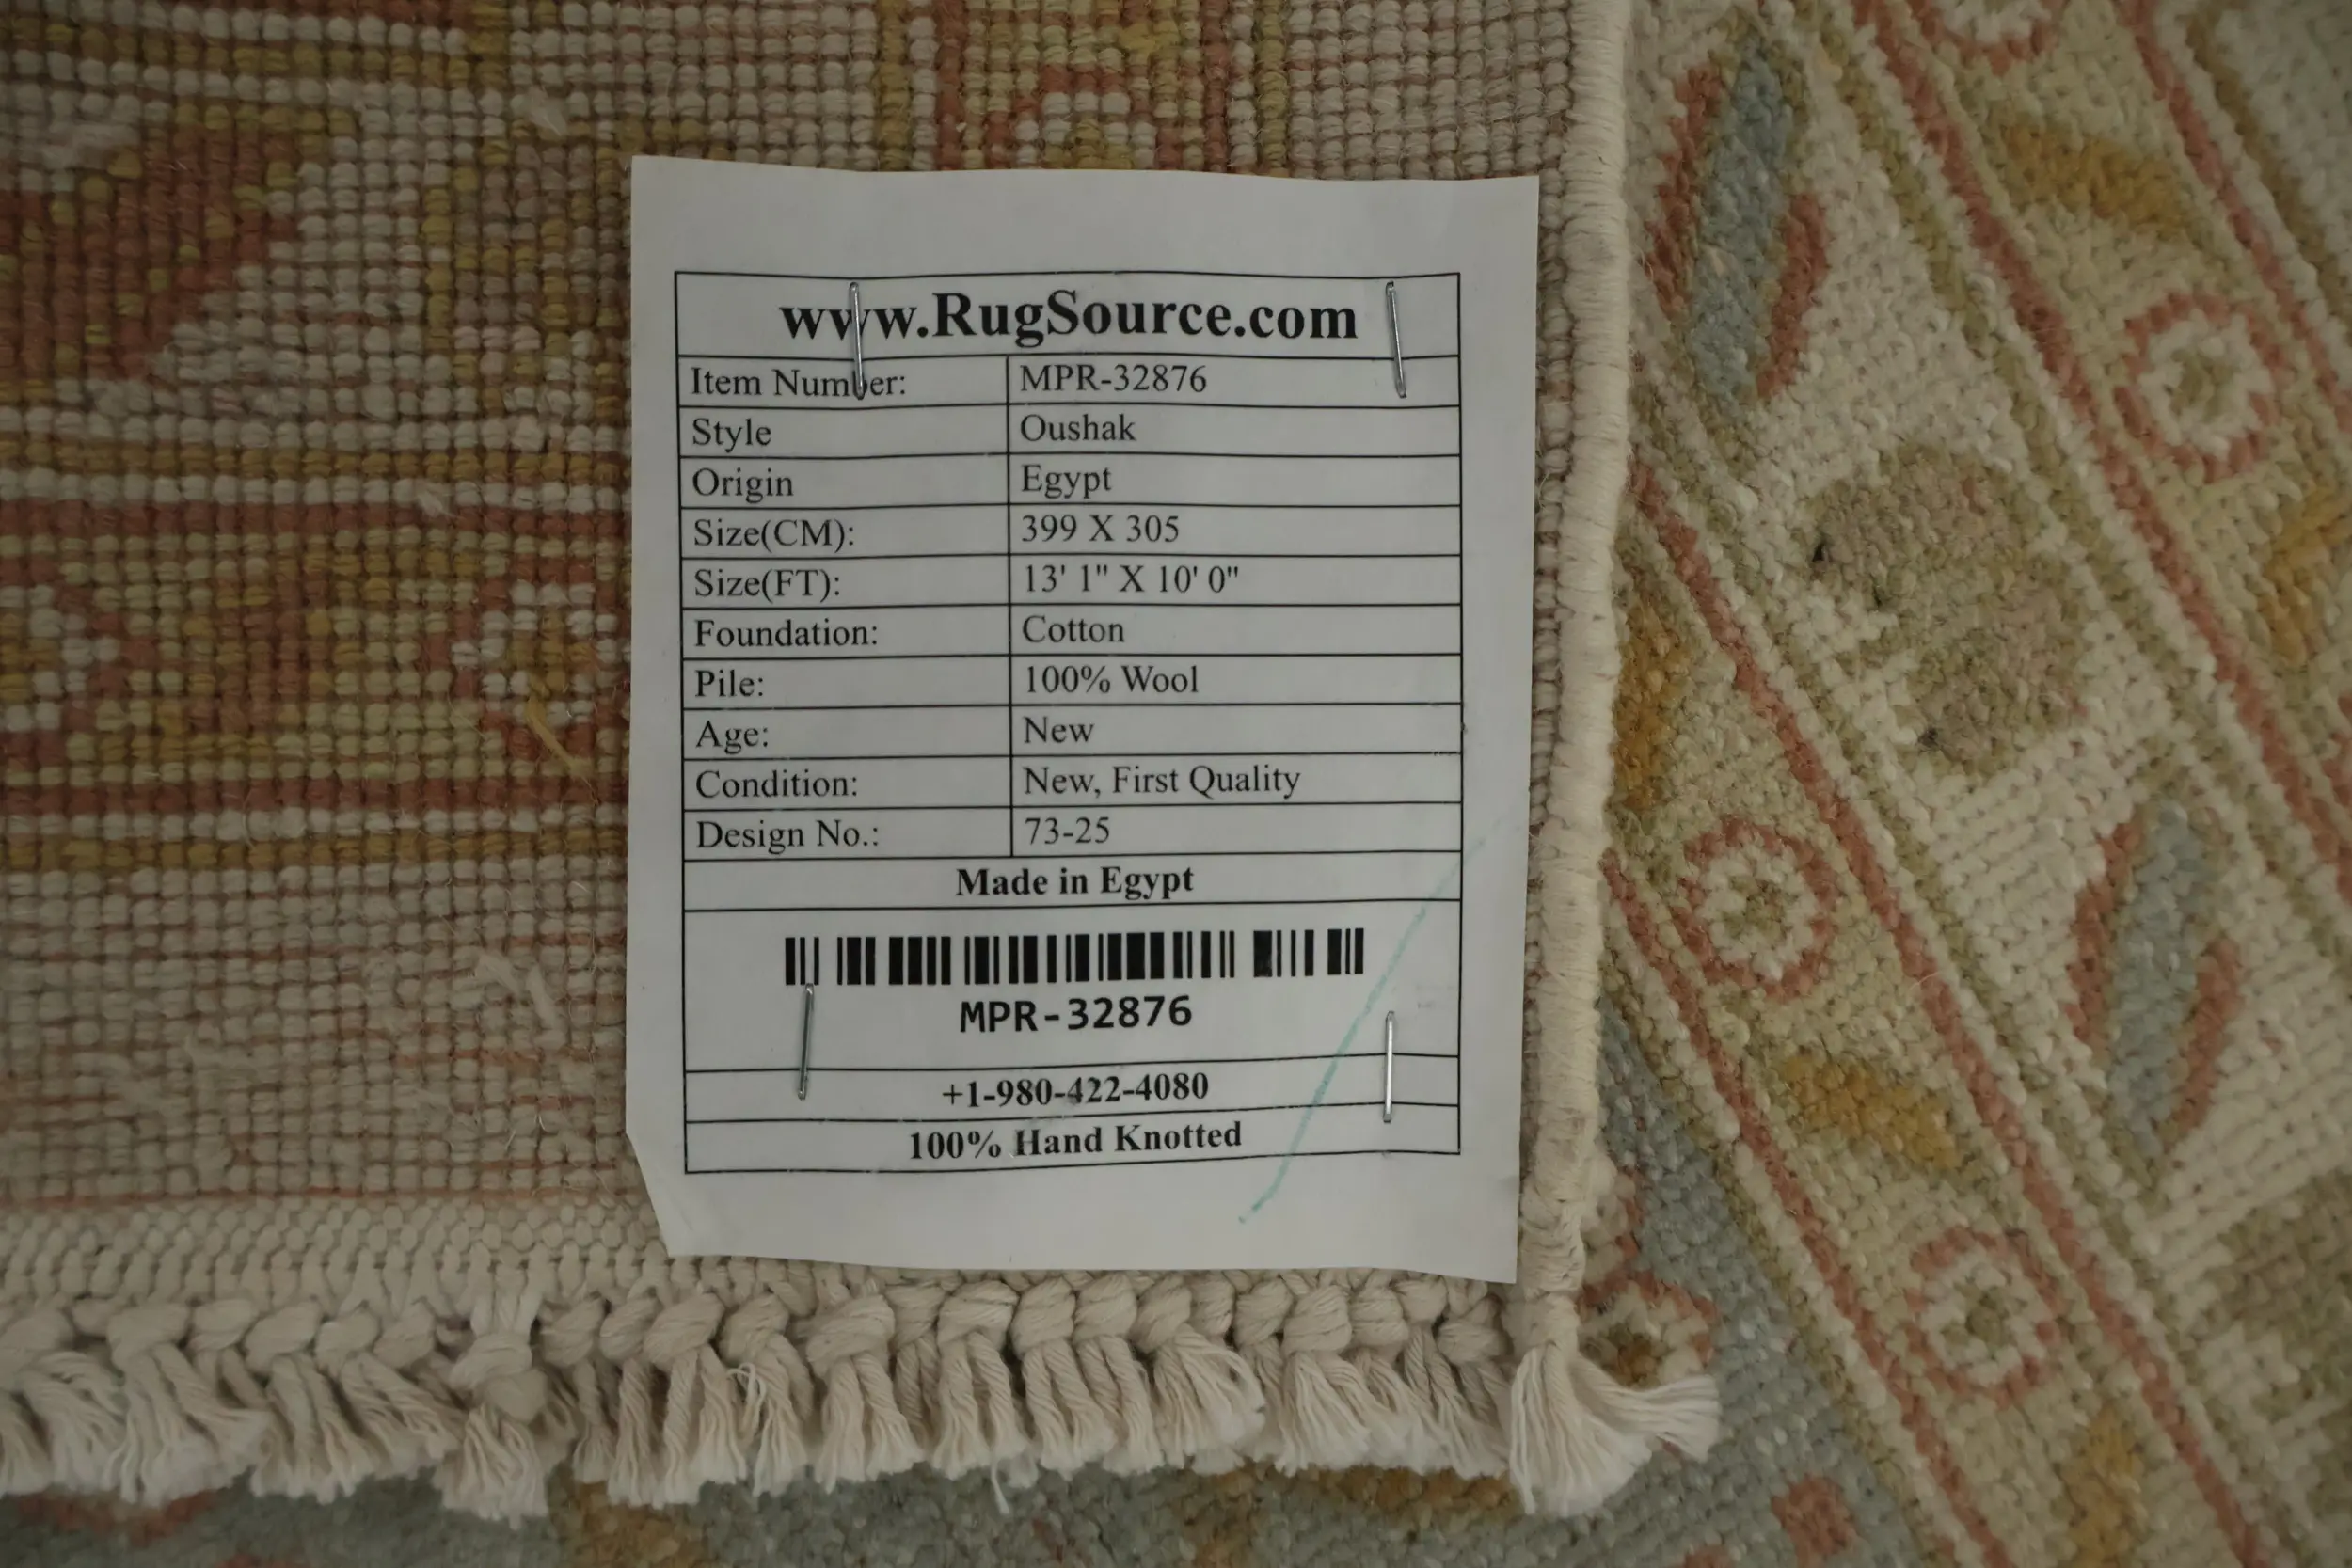 www.RugSource.com
Item Number: MPR-32876
Style Oushak
Origin Egypt
Size(CM): 399 X 305
Size(FT): 13' 1" X 10' 0"
Foundation: Cotton
Pile: 100% Wool
Age: New
Condition: New, First Quality
Design No.: 73-25
Made in Egypt
MPR-32876
+1-980-422-4080
100% Hand Knotted